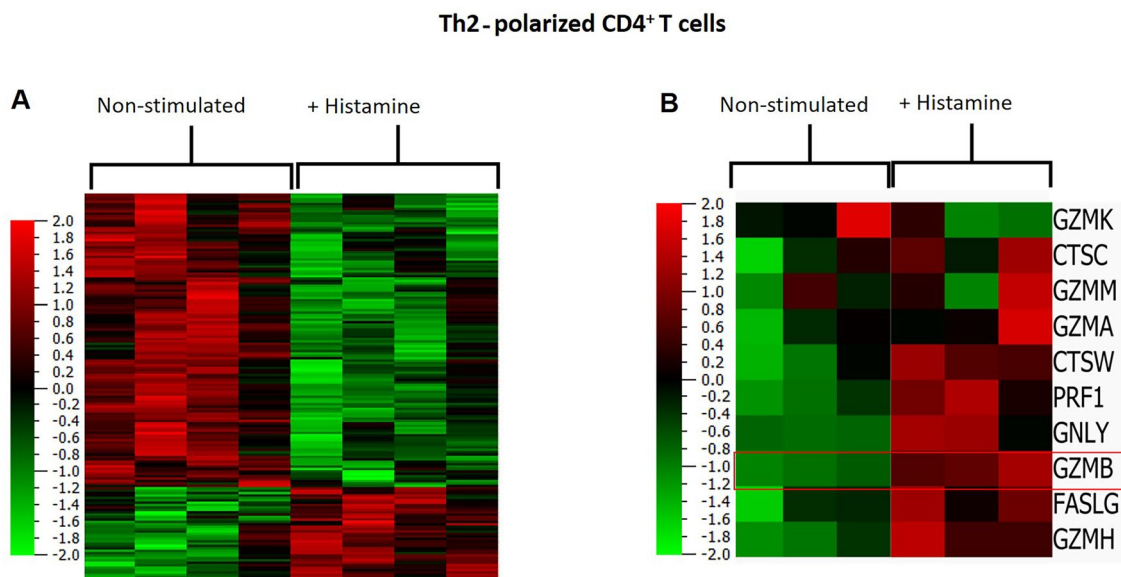 Th2-polarized CD4⁺ T cells
A
Non-stimulated
+ Histamine
2.0
1.8
1.6
1.4
1.2
1.0
0.8
0.6
0.4
0.2
0.0
-0.2
-0.4
-0.6
-0.8
-1.0
-1.2
-1.4
-1.6
-1.8
-2.0
B
Non-stimulated
+ Histamine
2.0
1.8
1.6
1.4
1.2
1.0
0.8
0.6
0.4
0.2
0.0
-0.2
-0.4
-0.6
-0.8
-1.0
-1.2
-1.4
-1.6
-1.8
-2.0
GZMK
CTSC
GZMM
GZMA
CTSW
PRF1
GNLY
GZMB
FASLG
GZMH